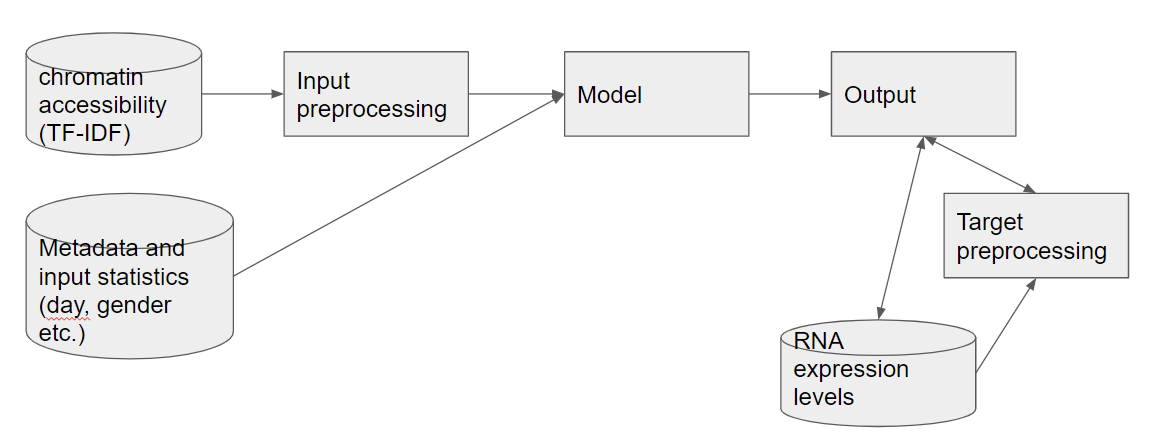 chromatin
accessibility
(TF-IDF)
Input
preprocessing
Model
Output
Metadata and
input statistics
(day, gender
etc.)
Target
preprocessing
RNA
expression
levels